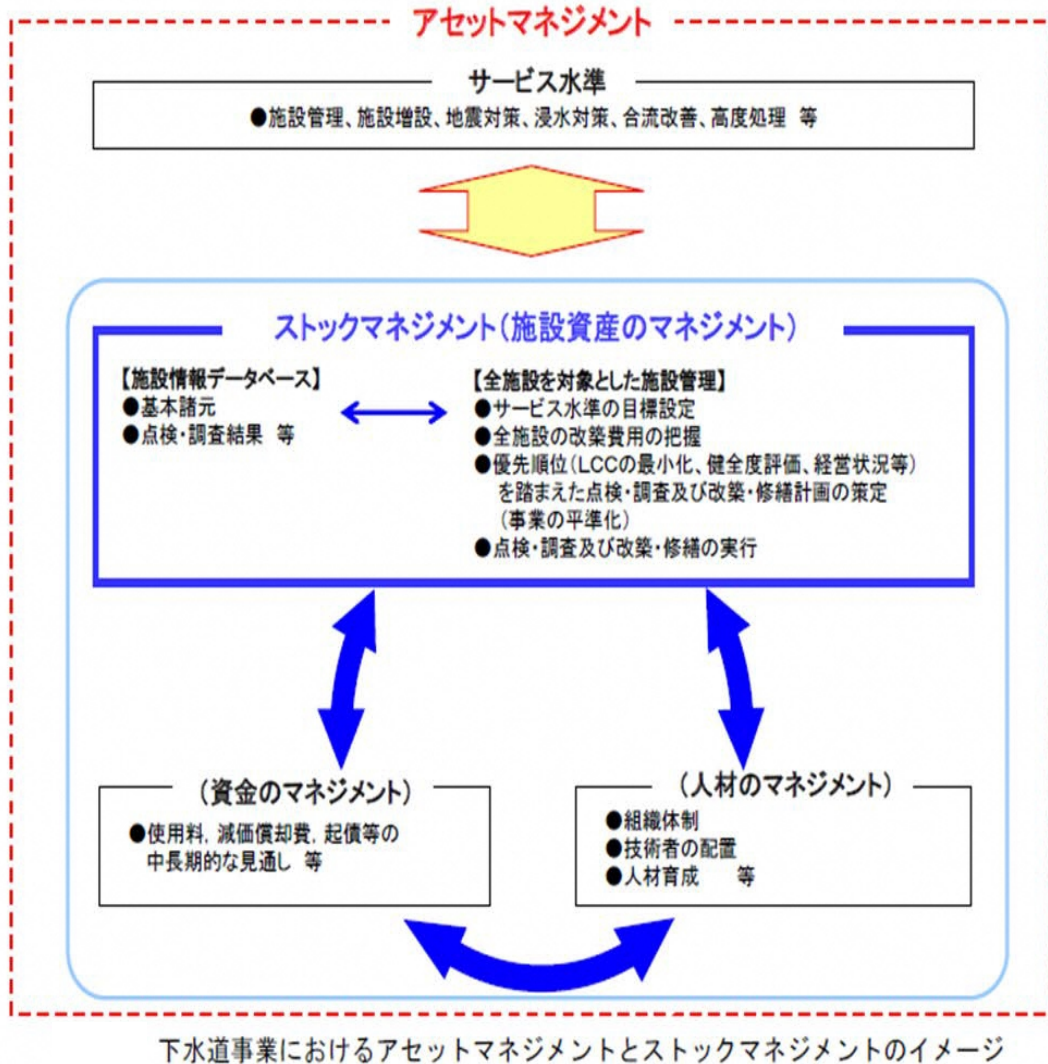 アセットマネジメント
サービス水準
●施設管理、施設増設、地震対策、浸水対策、合流改善、高度処理 等
ストックマネジメント(施設資産のマネジメント)
【施設情報データベース】
●基本諸元
●点検・調査結果 等
【全施設を対象とした施設管理】
●サービス水準の目標設定
●全施設の改築費用の把握
●優先順位(LCCの最小化、健全度評価、経営状況等)
を踏まえた点検・調査及び改築・修繕計画の策定
(事業の平準化)
●点検・調査及び改築・修繕の実行
(資金のマネジメント)
●使用料, 減価償却費, 起債等の
中長期的な見通し 等
(人材のマネジメント)
●組織体制
●技術者の配置
●人材育成 等
下水道事業におけるアセットマネジメントとストックマネジメントのイメージ